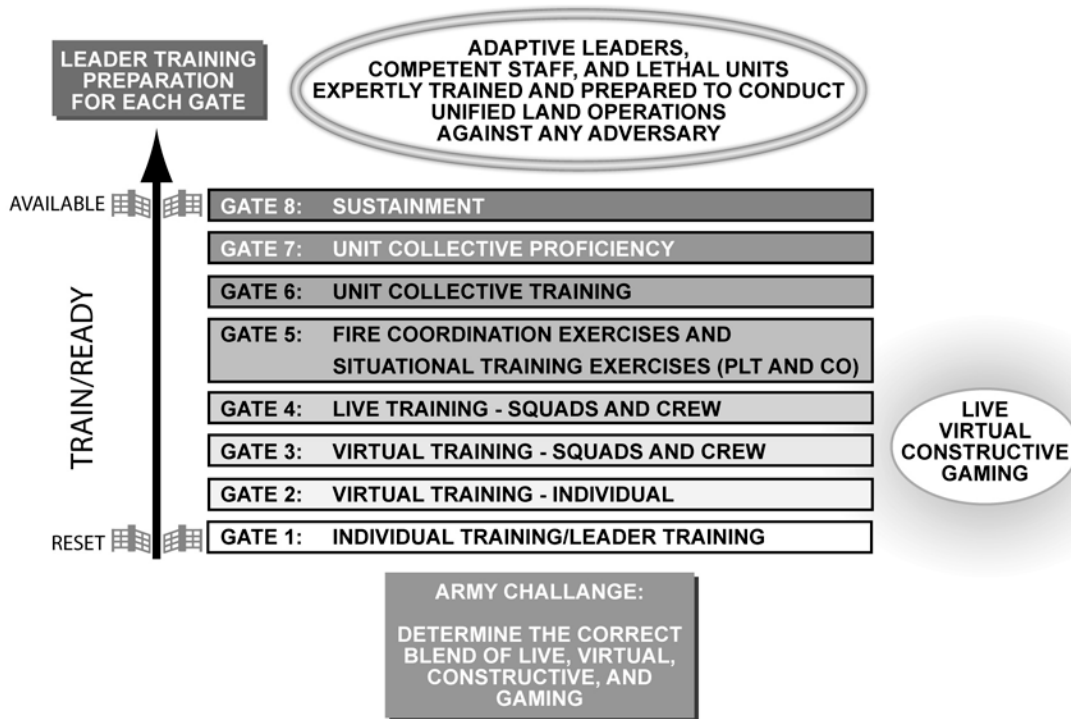 LEADER TRAINING
PREPARATION
FOR EACH GATE
ADAPTIVE LEADERS,
COMPETENT STAFF, AND LETHAL UNITS
EXPERTLY TRAINED AND PREPARED TO CONDUCT
UNIFIED LAND OPERATIONS
AGAINST ANY ADVERSARY
AVAILABLE
TRAIN/READY
RESET
GATE 8: SUSTAINMENT
GATE 7: UNIT COLLECTIVE PROFICIENCY
GATE 6: UNIT COLLECTIVE TRAINING
GATE 5: FIRE COORDINATION EXERCISES AND
SITUATIONAL TRAINING EXERCISES (PLT AND CO)
GATE 4: LIVE TRAINING - SQUADS AND CREW
GATE 3: VIRTUAL TRAINING - SQUADS AND CREW
GATE 2: VIRTUAL TRAINING - INDIVIDUAL
GATE 1: INDIVIDUAL TRAINING/LEADER TRAINING
LIVE
VIRTUAL
CONSTRUCTIVE
GAMING
ARMY CHALLANGE:
DETERMINE THE CORRECT
BLEND OF LIVE, VIRTUAL,
CONSTRUCTIVE, AND
GAMING